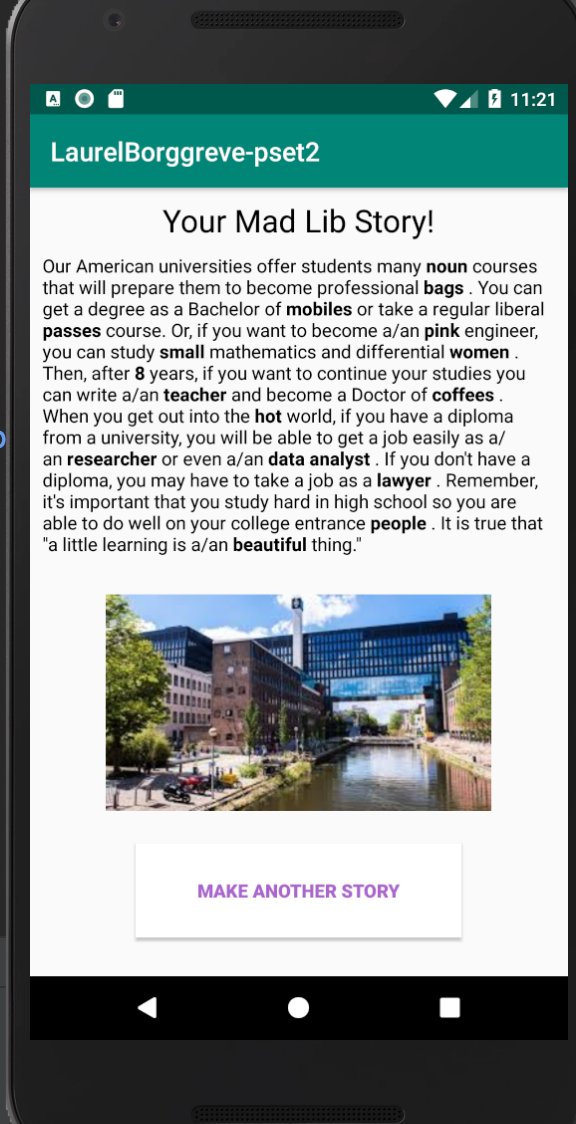 11:21
LaurelBorggreve-pset2
Your Mad Lib Story!
Our American universities offer students many noun courses
that will prepare them to become professional bags . You can
get a degree as a Bachelor of mobiles or take a regular liberal
passes course. Or, if you want to become a/an pink engineer,
you can study small mathematics and differential women .
Then, after 8 years, if you want to continue your studies you
can write a/an teacher and become a Doctor of coffees .
When you get out into the hot world, if you have a diploma
from a university, you will be able to get a job easily as a/
an researcher or even a/an data analyst . If you don't have a
diploma, you may have to take a job as a lawyer . Remember,
it's important that you study hard in high school so you are
able to do well on your college entrance people . It is true that
"a little learning is a/an beautiful thing."
MAKE ANOTHER STORY